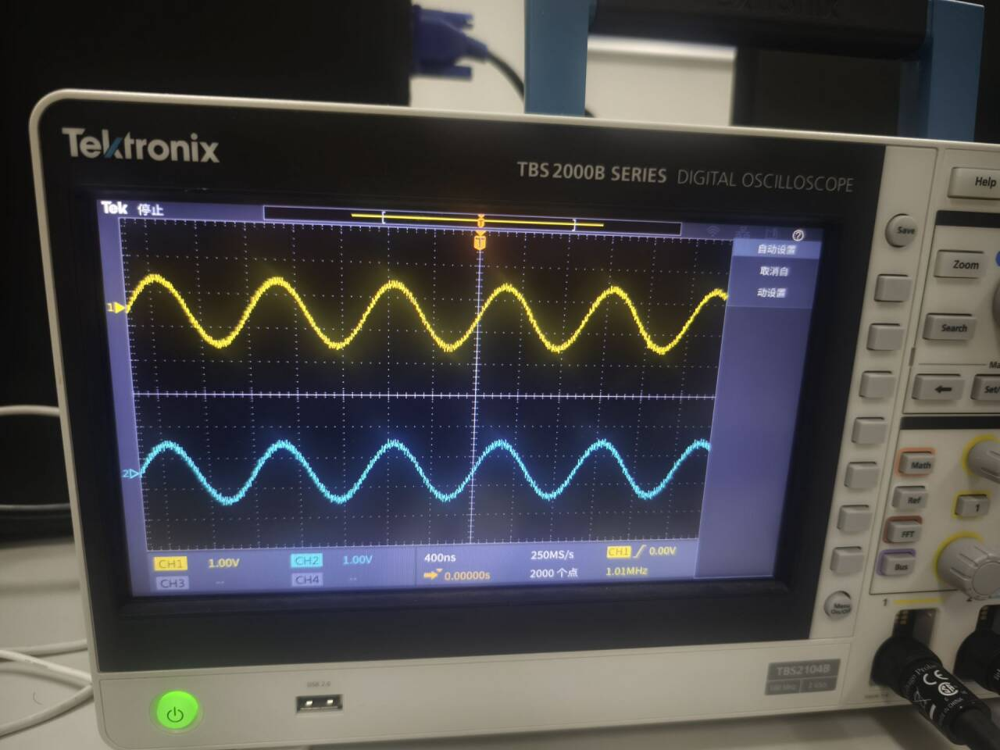 Tektronix
TBS 2000B SERIES DIGITAL OSCILLOSCOPE
Help
Tek 停止
Save
自动设置
取消自
动设置
Zoom
Search
1
2
CH1 1.00V CH2 1.00V 400ns 250MS/s CH1 0.00V
CH3 -- CH4 -- 0.00000s 2000 个点 1.01MHz
Math
Ref
1
FFT
Bus
Menu
On/Off
1
2
TBS2104B
USB 2.0
CE